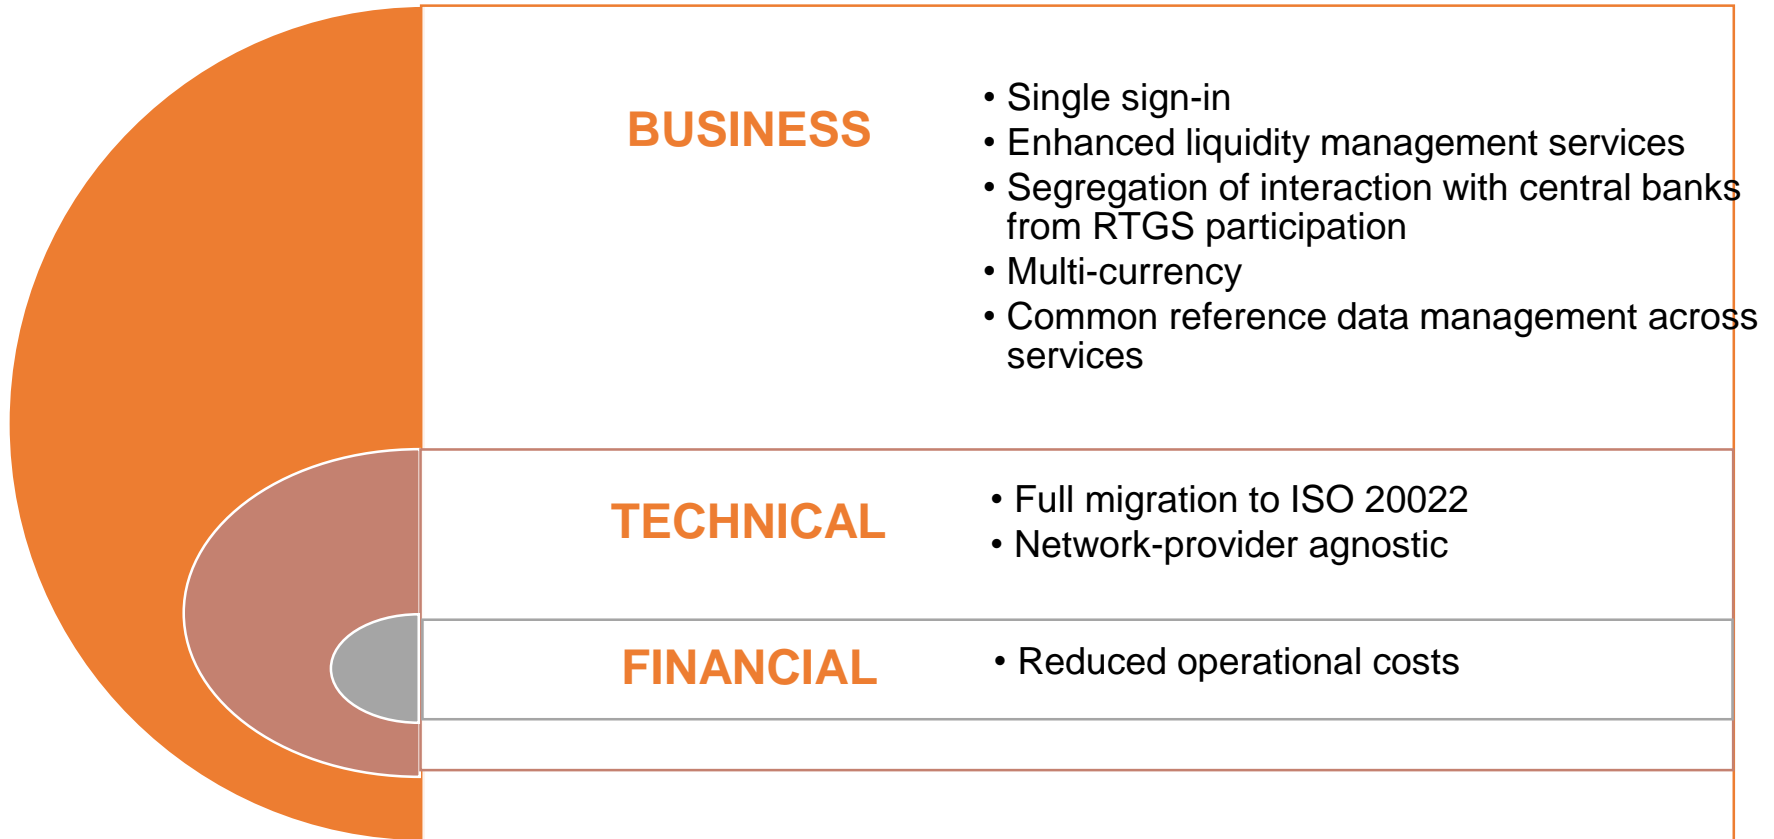 BUSINESS
• Single sign-in
• Enhanced liquidity management services
• Segregation of interaction with central banks
from RTGS participation
• Multi-currency
• Common reference data management across
services
TECHNICAL
• Full migration to ISO 20022
• Network-provider agnostic
FINANCIAL
• Reduced operational costs